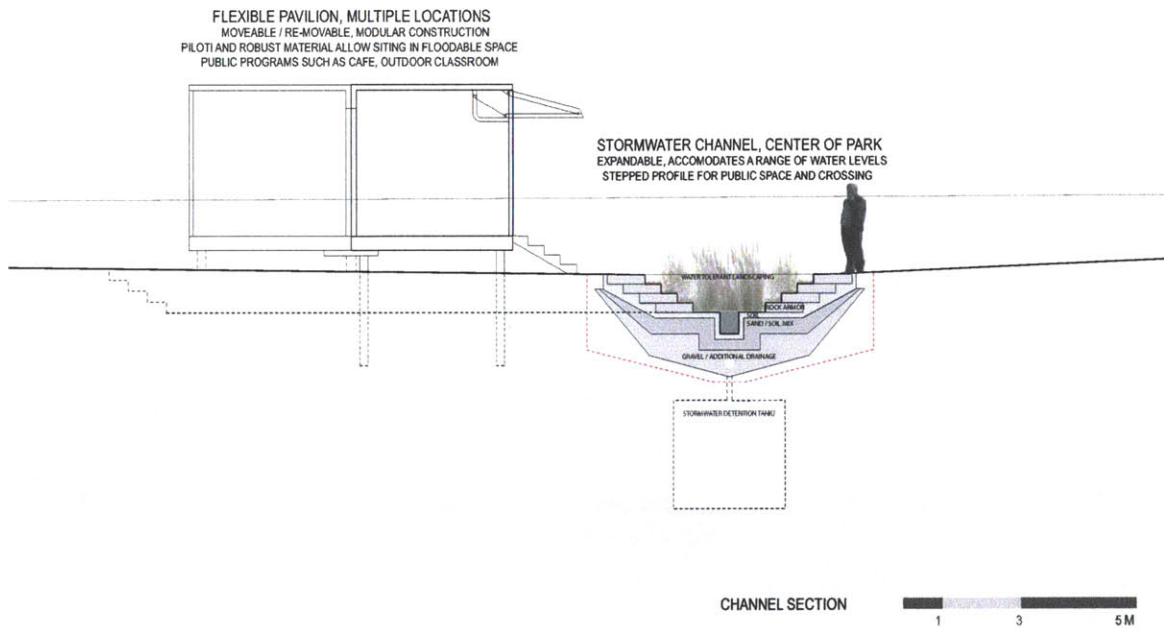 FLEXIBLE PAVILION, MULTIPLE LOCATIONS
MOVEABLE / RE-MOVABLE, MODULAR CONSTRUCTION
PILOTI AND ROBUST MATERIAL ALLOW SITING IN FLOODABLE SPACE
PUBLIC PROGRAMS SUCH AS CAFE, OUTDOOR CLASSROOM
STORMWATER CHANNEL, CENTER OF PARK
EXPANDABLE, ACCOMODATES A RANGE OF WATER LEVELS
STEPPED PROFILE FOR PUBLIC SPACE AND CROSSING
WATER TOLERANT LANDSCAPING
ROCK ARMOR
SOIL
SAND / SOIL MIX
GRAVEL / ADDITIONAL DRAINAGE
STORMWATER DETENTION TANK?
CHANNEL SECTION
1 3 5 M